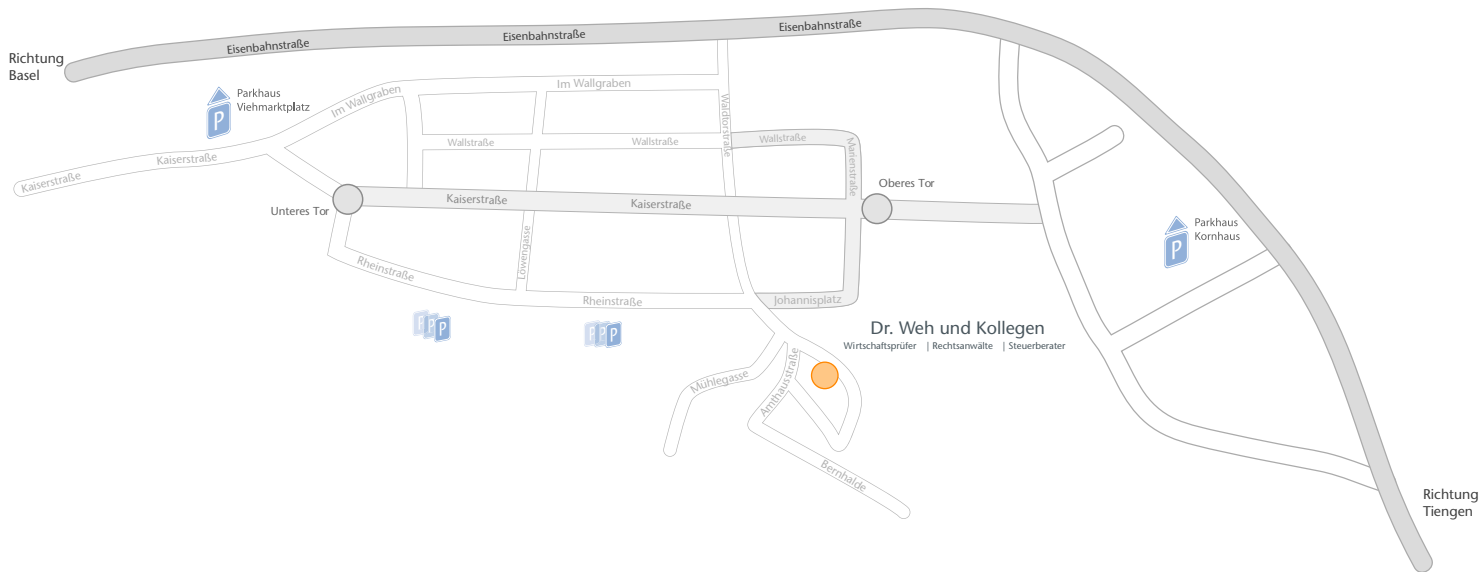 Eisenbahnstraße
Eisenbahnstraße
Eisenbahnstraße
Richtung
Basel
P
Parkhaus
Viehmarktplatz
Im Wallgraben
Im Wallgraben
Waldtorstraße
Wallstraße
Wallstraße
Wallstraße
Marienstraße
Kaiserstraße
Kaiserstraße
Unteres Tor
Kaiserstraße
Kaiserstraße
Oberes Tor
P
Parkhaus
Kornhaus
Löwengasse
Rheinstraße
Rheinstraße
Johannisplatz
P P P
P P P
Dr. Weh und Kollegen
Wirtschaftsprüfer | Rechtsanwälte | Steuerberater
Mühlegasse
Amthausstraße
Bernhalde
Richtung
Tiengen